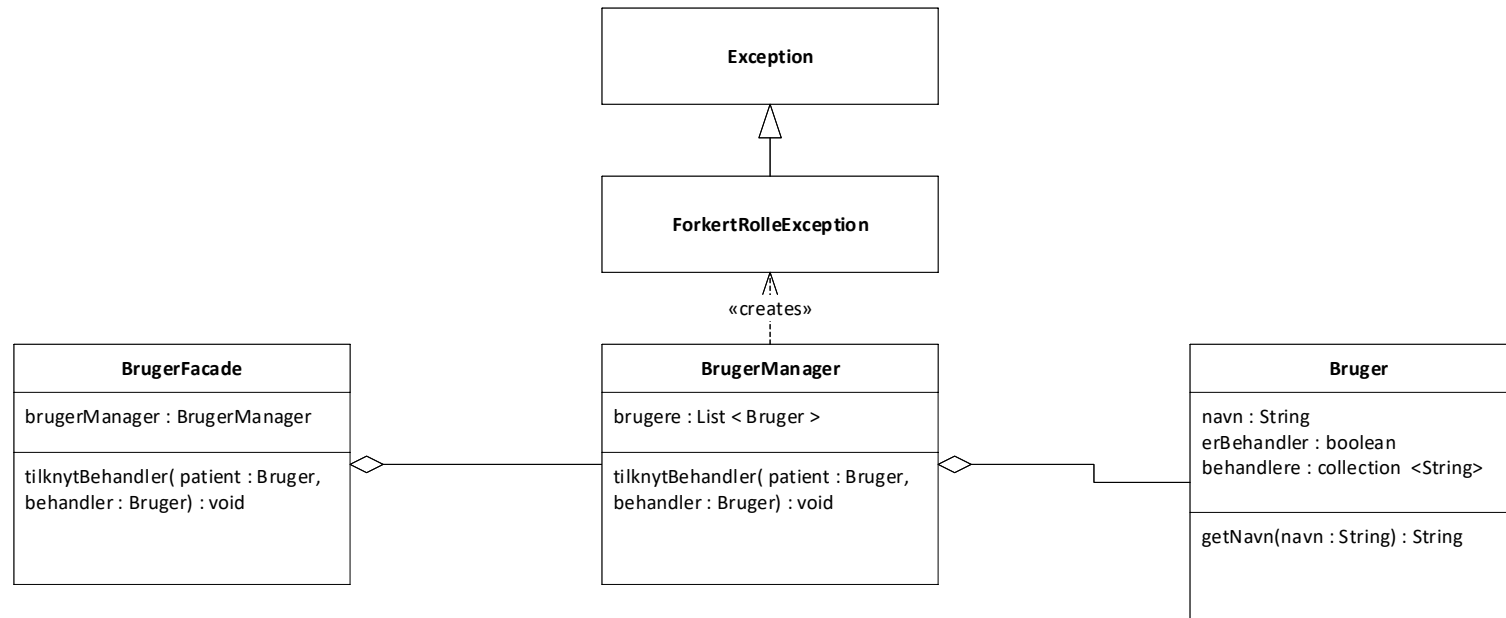 Exception
ForkertRolleException
«creates»
BrugerFacade
brugerManager : BrugerManager
tilknytBehandler( patient : Bruger,
behandler : Bruger) : void
BrugerManager
brugere : List < Bruger >
tilknytBehandler( patient : Bruger,
behandler : Bruger) : void
Bruger
navn : String
erBehandler : boolean
behandlere : collection <String>
getNavn(navn : String) : String